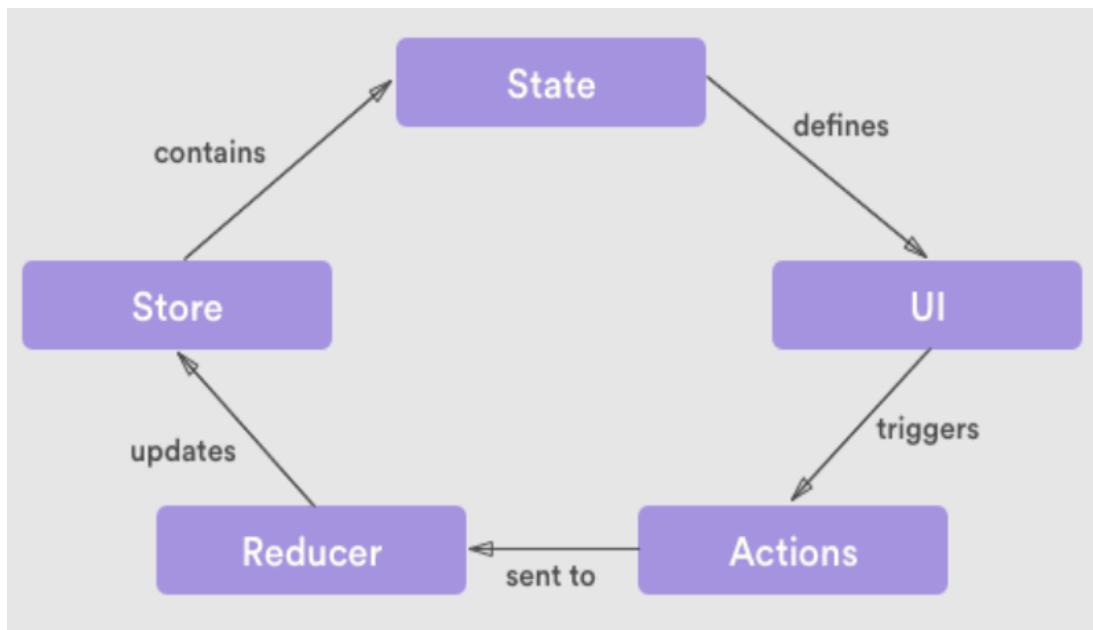 State
defines
contains
Store
UI
triggers
updates
Reducer
sent to
Actions